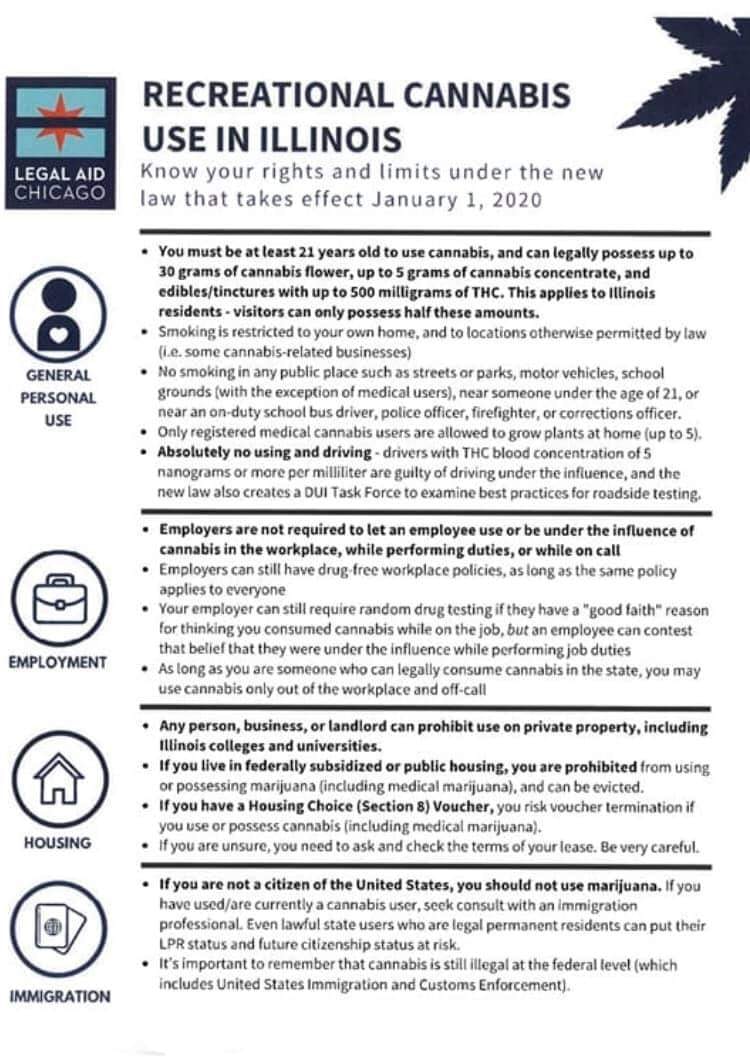 RECREATIONAL CANNABIS
USE IN ILLINOIS
Know your rights and limits under the new
law that takes effect January 1, 2020
LEGAL AID
CHICAGO
GENERAL
PERSONAL
USE
• You must be at least 21 years old to use cannabis, and can legally possess up to
30 grams of cannabis flower, up to 5 grams of cannabis concentrate, and
edibles/tinctures with up to 500 milligrams of THC. This applies to Illinois
residents - visitors can only possess half these amounts.
• Smoking is restricted to your own home, and to locations otherwise permitted by law
(i.e. some cannabis-related businesses)
• No smoking in any public place such as streets or parks, motor vehicles, school
grounds (with the exception of medical users), near someone under the age of 21, or
near an on-duty school bus driver, police officer, firefighter, or corrections officer.
• Only registered medical cannabis users are allowed to grow plants at home (up to 5).
• Absolutely no using and driving - drivers with THC blood concentration of 5
nanograms or more per milliliter are guilty of driving under the influence, and the
new law also creates a DUI Task Force to examine best practices for roadside testing.
EMPLOYMENT
• Employers are not required to let an employee use or be under the influence of
cannabis in the workplace, while performing duties, or while on call
• Employers can still have drug-free workplace policies, as long as the same policy
applies to everyone
• Your employer can still require random drug testing if they have a "good faith" reason
for thinking you consumed cannabis while on the job, but an employee can contest
that belief that they were under the influence while performing job duties
• As long as you are someone who can legally consume cannabis in the state, you may
use cannabis only out of the workplace and off-call
HOUSING
• Any person, business, or landlord can prohibit use on private property, including
Illinois colleges and universities.
• If you live in federally subsidized or public housing, you are prohibited from using
or possessing marijuana (including medical marijuana), and can be evicted.
• If you have a Housing Choice (Section 8) Voucher, you risk voucher termination if
you use or possess cannabis (including medical marijuana).
• If you are unsure, you need to ask and check the terms of your lease. Be very careful.
IMMIGRATION
• If you are not a citizen of the United States, you should not use marijuana. If you
have used/are currently a cannabis user, seek consult with an immigration
professional. Even lawful state users who are legal permanent residents can put their
LPR status and future citizenship status at risk.
• It's important to remember that cannabis is still illegal at the federal level (which
includes United States Immigration and Customs Enforcement).